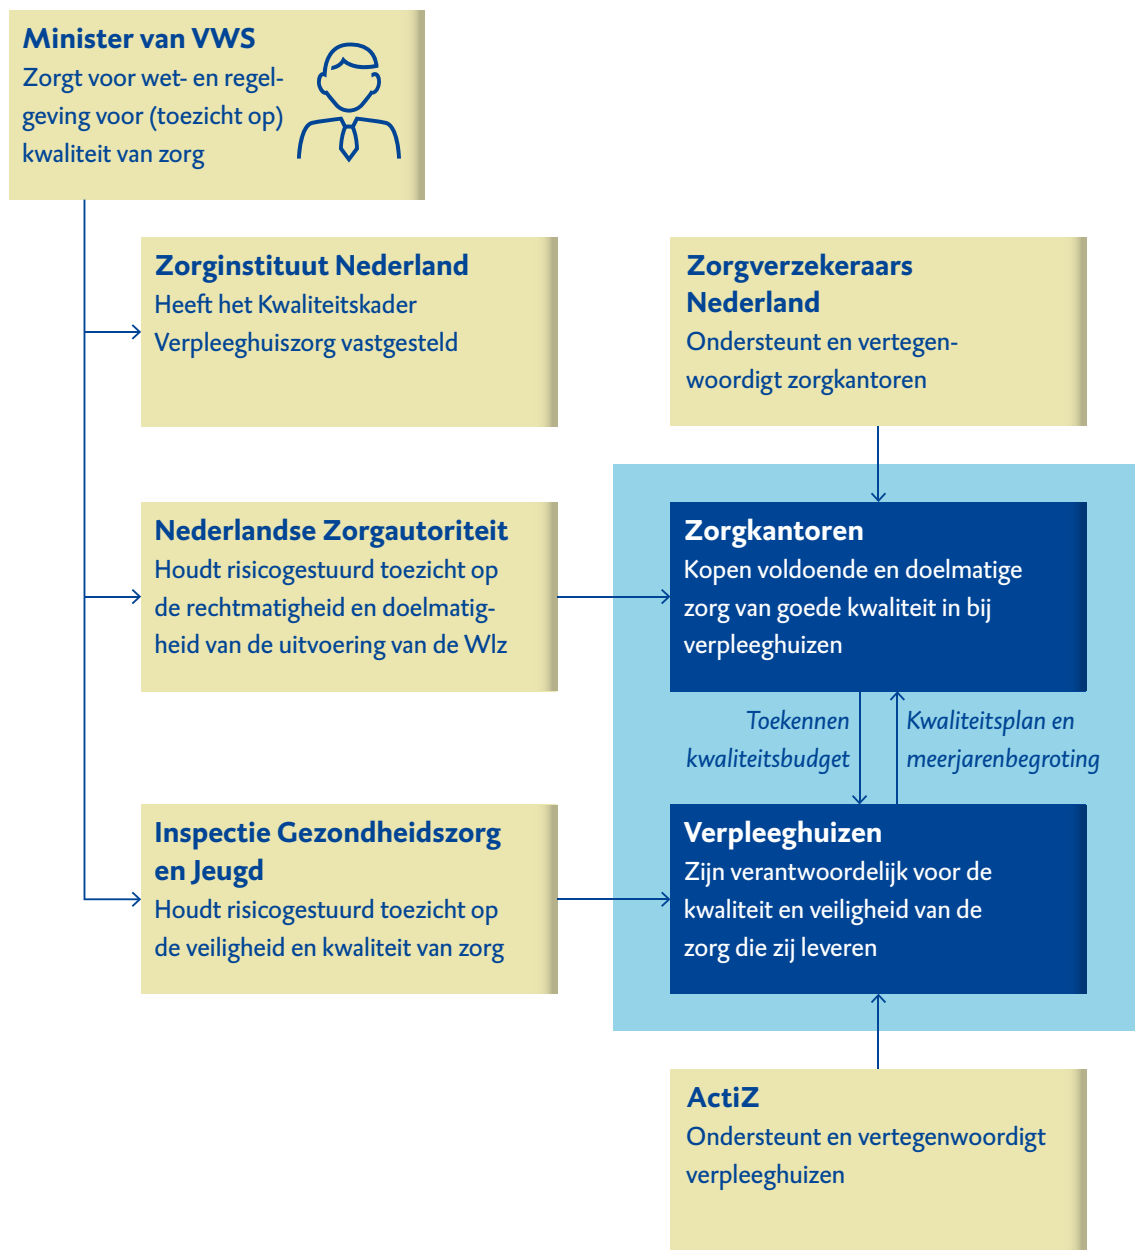 Minister van VWS
Zorgt voor wet- en regel-
geving voor (toezicht op)
kwaliteit van zorg
Zorginstituut Nederland
Heeft het Kwaliteitskader
Verpleeghuiszorg vastgesteld
Zorgverzekeraars
Nederland
Ondersteunt en vertegen-
woordigt zorgkantoren
Nederlandse Zorgautoriteit
Houdt risicogestuurd toezicht op
de rechtmatigheid en doelmatig-
heid van de uitvoering van de Wlz
Zorgkantoren
Kopen voldoende en doelmatige
zorg van goede kwaliteit in bij
verpleeghuizen
Toekennen
kwaliteitsbudget
Kwaliteitsplan en
meerjarenbegroting
Inspectie Gezondheidszorg
en Jeugd
Houdt risicogestuurd toezicht op
de veiligheid en kwaliteit van zorg
Verpleeghuizen
Zijn verantwoordelijk voor de
kwaliteit en veiligheid van de
zorg die zij leveren
ActiZ
Ondersteunt en vertegenwoordigt
verpleeghuizen